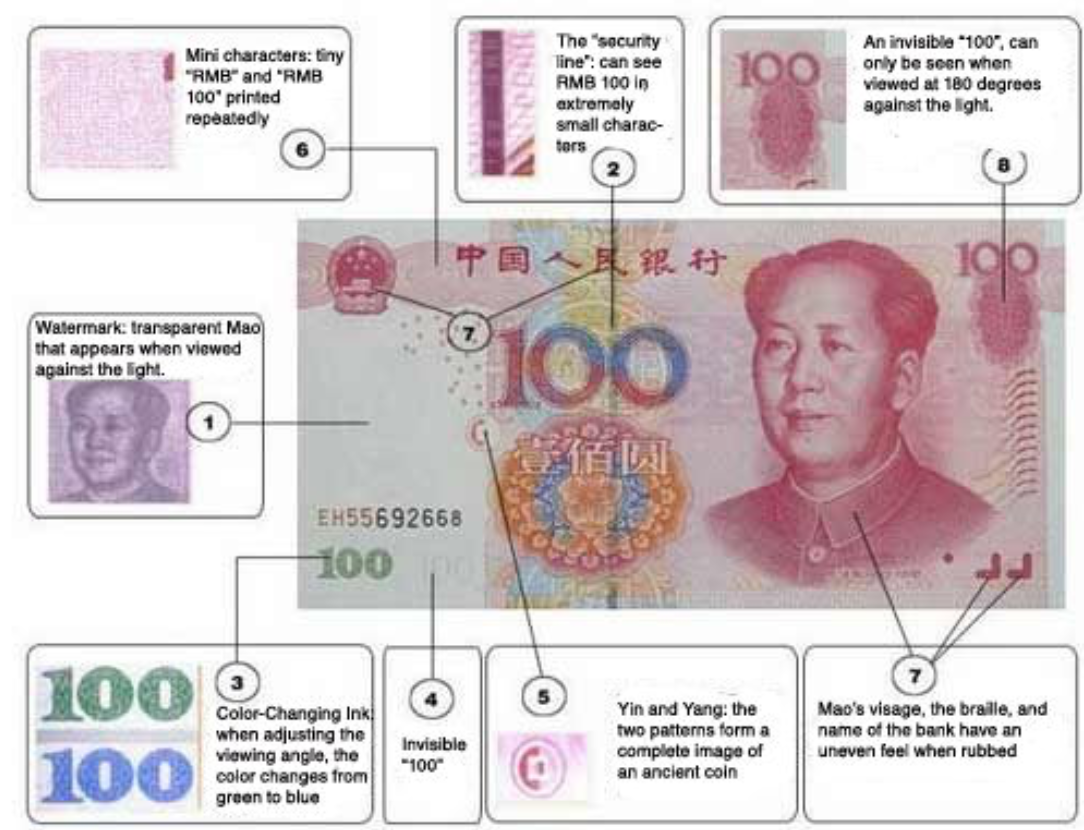 Mini characters: tiny
"RMB" and "RMB
100" printed
repeatedly
6
The "security
line": can see
RMB 100 in
extremely
small charac-
ters
2
100
An invisible "100", can
only be seen when
viewed at 180 degrees
against the light.
8
中国人民银行
100
7
100
Watermark: transparent Mao
that appears when viewed
against the light.
1
壹佰圆
EH55692668
100
100
100
100
3
Color-Changing Ink
when adjusting the
viewing angle, the
color changes from
green to blue
4
Invisible
"100"
5
Yin and Yang: the
two patterns form a
complete image of
an ancient coin
7
Mao's visage, the braille, and
name of the bank have an
uneven feel when rubbed